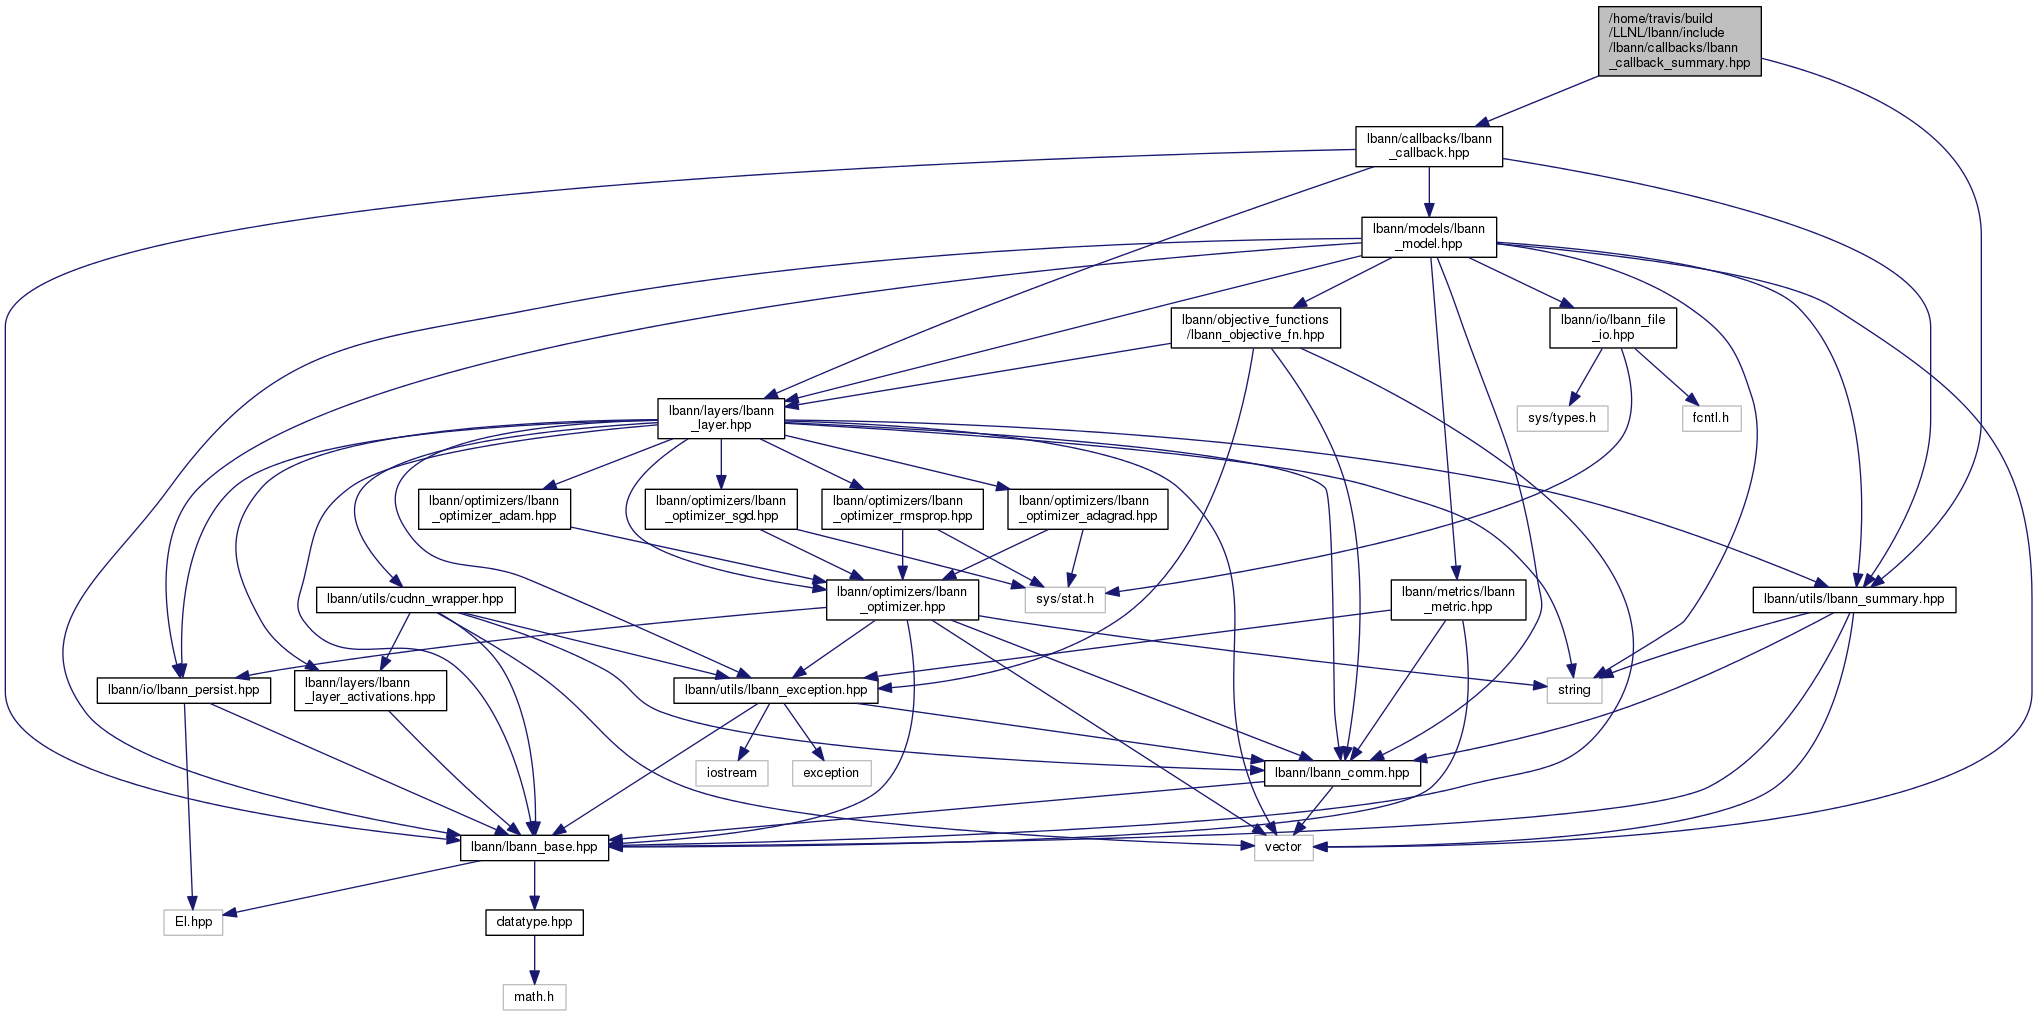 /home/travis/build
/LLNL/lbann/include
/lbann/callbacks/lbann
_callback_summary.hpp
lbann/callbacks/lbann
_callback.hpp
lbann/models/lbann
_model.hpp
lbann/objective_functions
/lbann_objective_fn.hpp
lbann/io/lbann_file
_io.hpp
lbann/layers/lbann
_layer.hpp
sys/types.h
fcntl.h
lbann/optimizers/lbann
_optimizer_adam.hpp
lbann/optimizers/lbann
_optimizer_sgd.hpp
lbann/optimizers/lbann
_optimizer_rmsprop.hpp
lbann/optimizers/lbann
_optimizer_adagrad.hpp
lbann/utils/cudnn_wrapper.hpp
lbann/optimizers/lbann
_optimizer.hpp
sys/stat.h
lbann/metrics/lbann
_metric.hpp
lbann/utils/lbann_summary.hpp
lbann/io/lbann_persist.hpp
lbann/layers/lbann
_layer_activations.hpp
lbann/utils/lbann_exception.hpp
string
iostream
exception
lbann/lbann_comm.hpp
lbann/lbann_base.hpp
vector
El.hpp
datatype.hpp
math.h